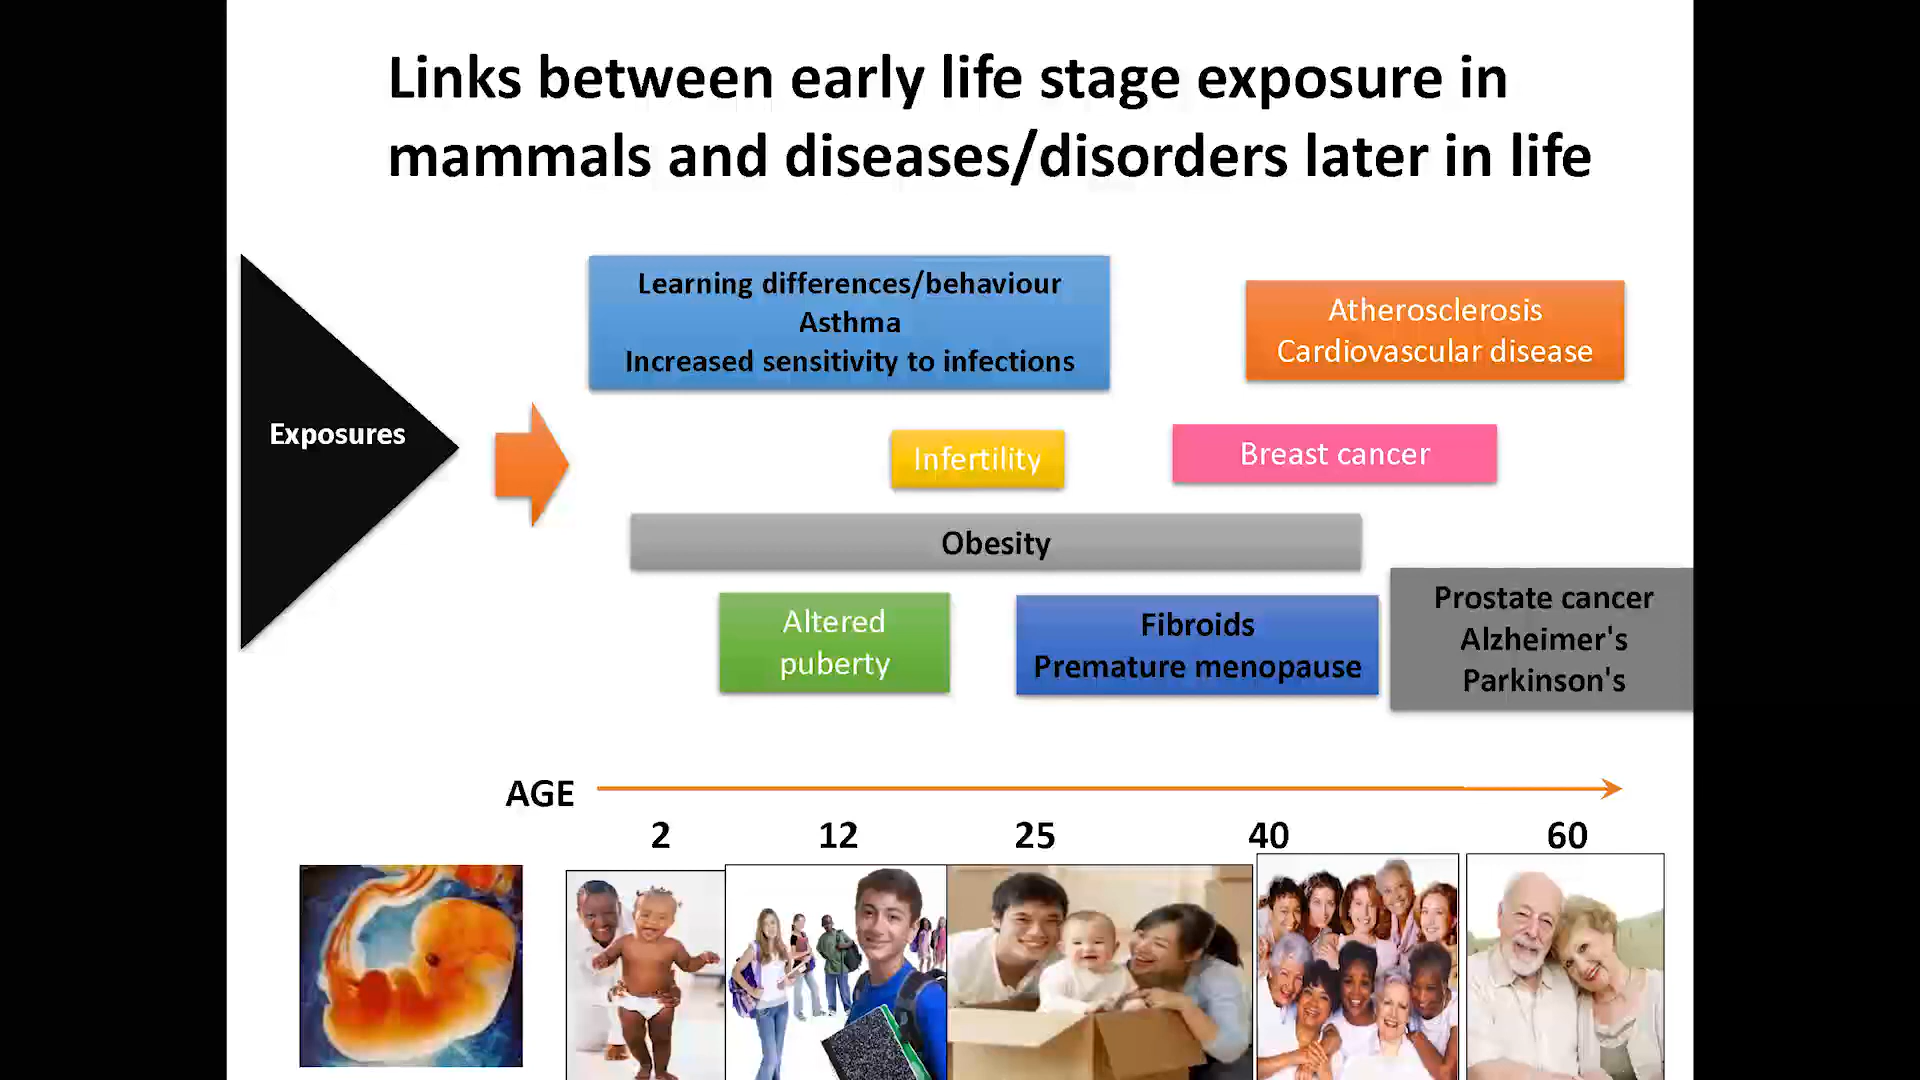 Links between early life stage exposure in
mammals and diseases/disorders later in life
Exposures
Learning differences/behaviour
Asthma
Increased sensitivity to infections
Atherosclerosis
Cardiovascular disease
Infertility
Breast cancer
Obesity
Altered
puberty
Fibroids
Premature menopause
Prostate cancer
Alzheimer's
Parkinson's
AGE
2
12
25
40
60